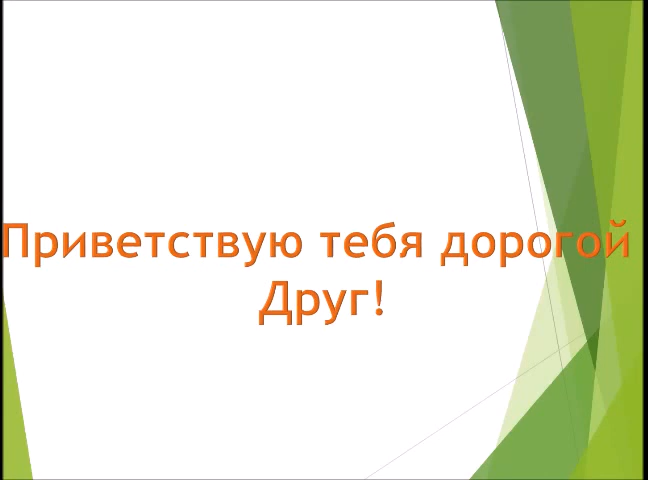 Приветствую тебя дорогой
Друг!